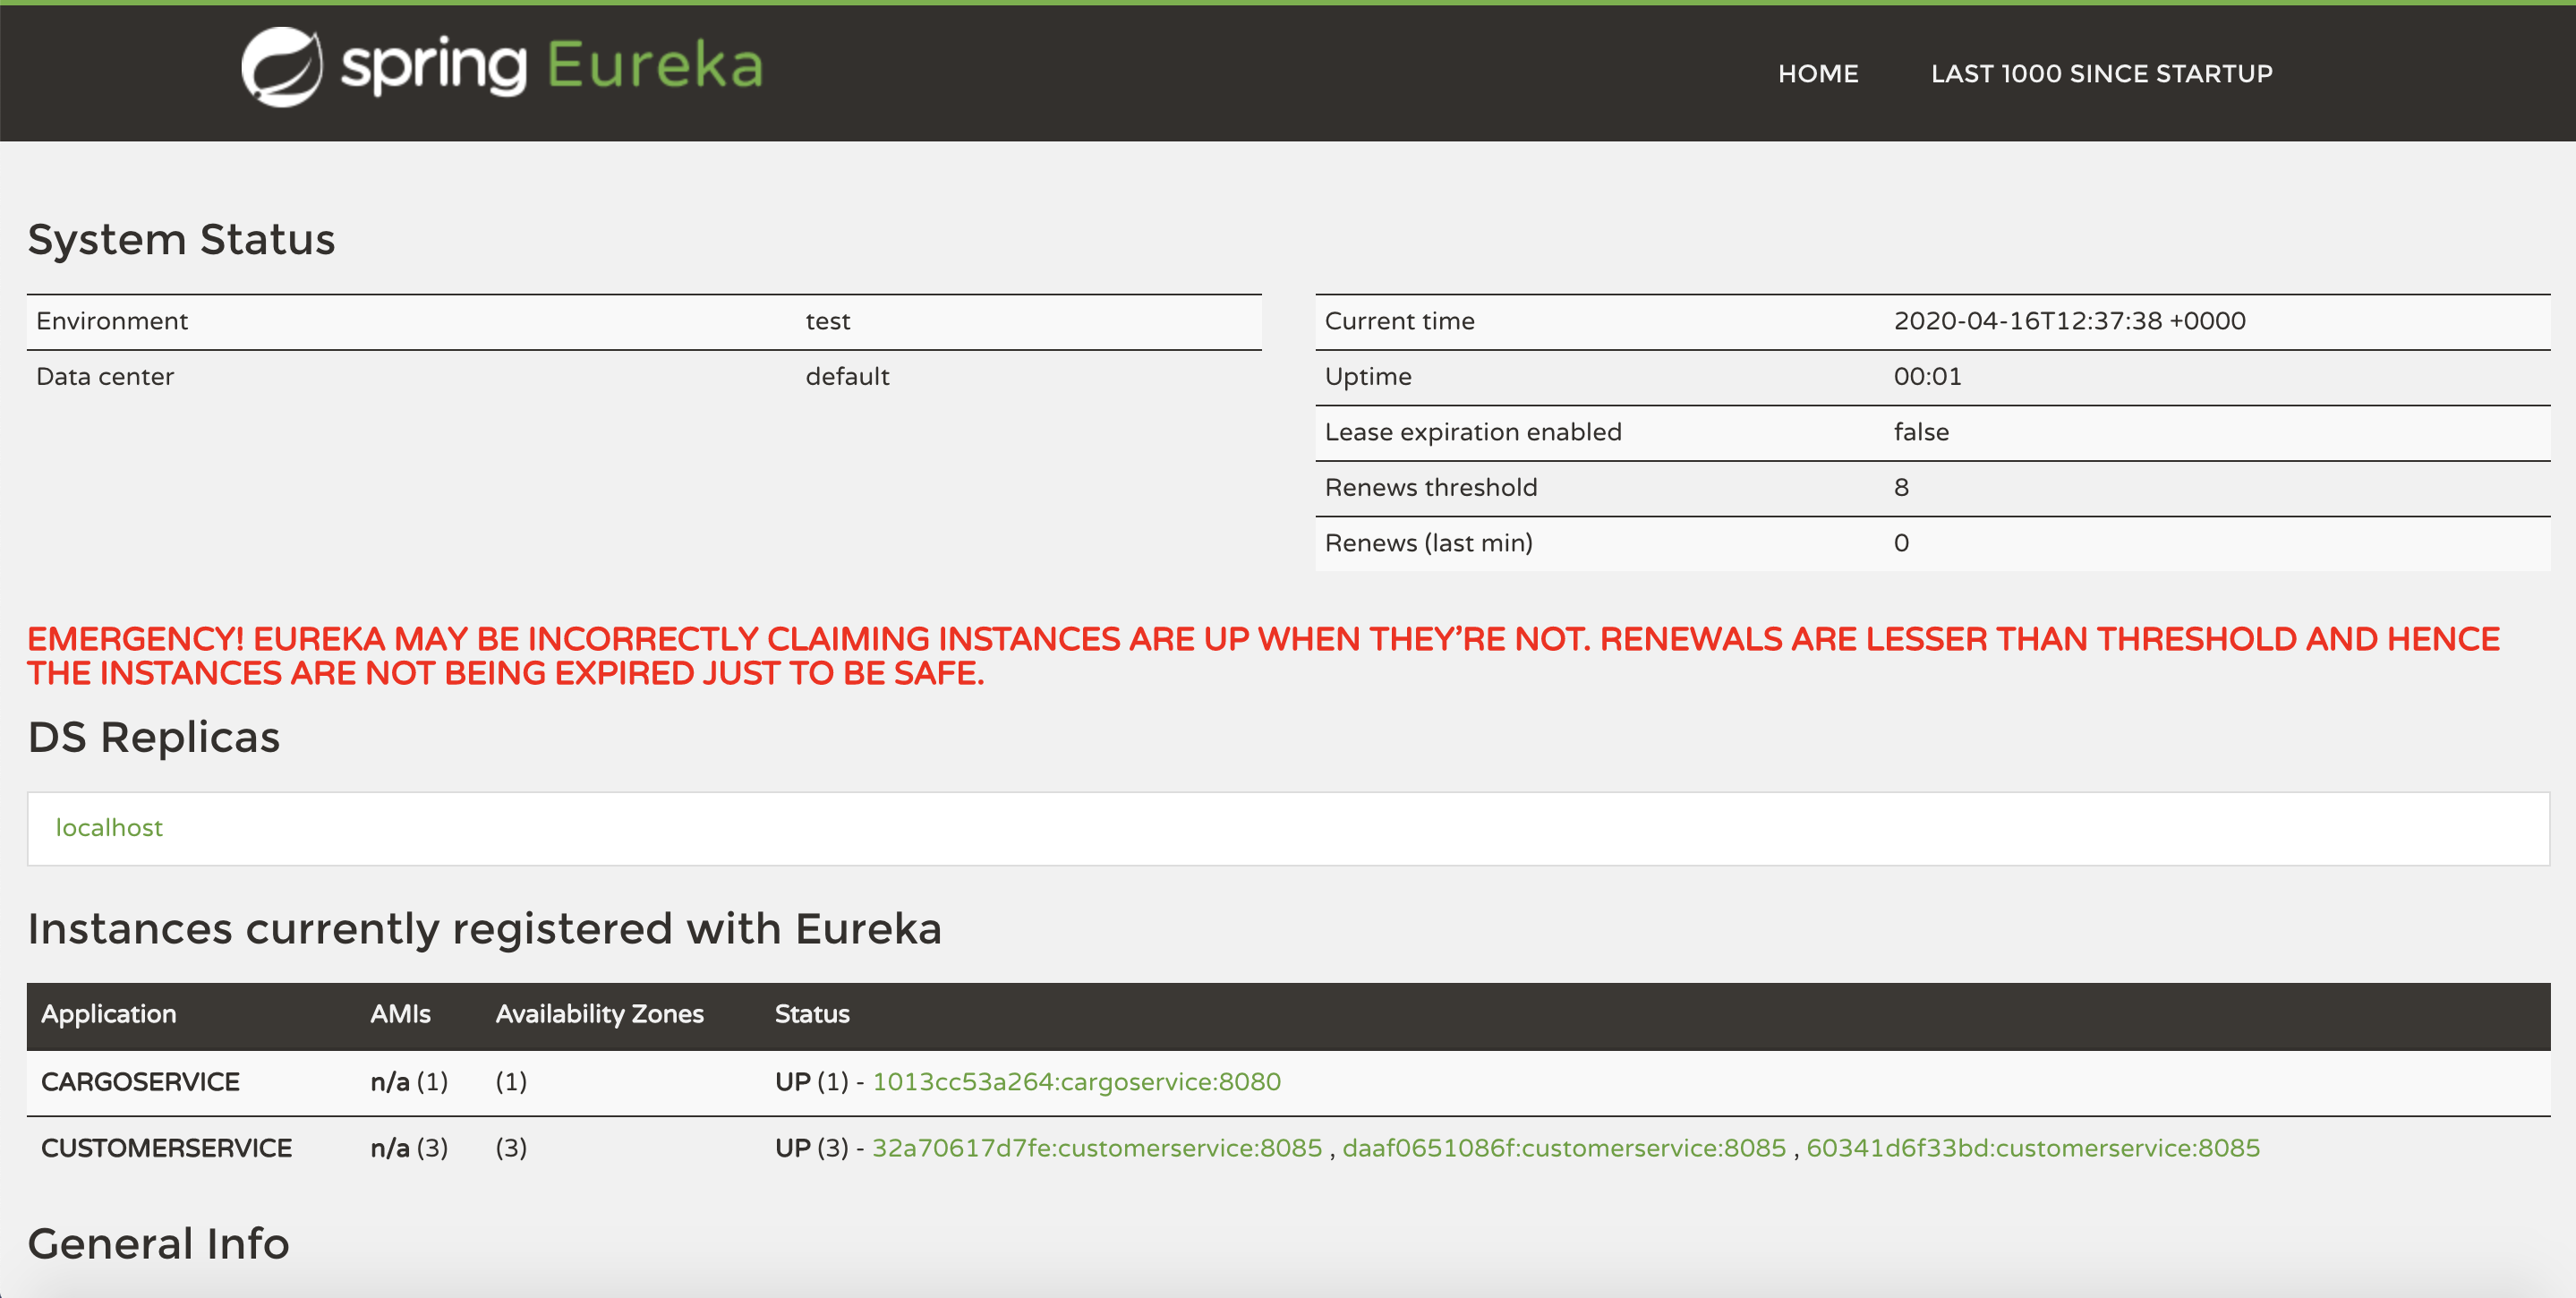 spring Eureka
HOME LAST 1000 SINCE STARTUP
System Status
Environment test
Data center default
Current time 2020-04-16T12:37:38 +0000
Uptime 00:01
Lease expiration enabled false
Renews threshold 8
Renews (last min) 0
EMERGENCY! EUREKA MAY BE INCORRECTLY CLAIMING INSTANCES ARE UP WHEN THEY'RE NOT. RENEWALS ARE LESSER THAN THRESHOLD AND HENCE
THE INSTANCES ARE NOT BEING EXPIRED JUST TO BE SAFE.
DS Replicas
localhost
Instances currently registered with Eureka
Application AMIs Availability Zones Status
CARGOSERVICE n/a (1) (1) UP (1) - 1013cc53a264:cargoservice:8080
CUSTOMERSERVICE n/a (3) (3) UP (3) - 32a70617d7fe:customerservice:8085 , daaf0651086f:customerservice:8085 , 60341d6f33bd:customerservice:8085
General Info